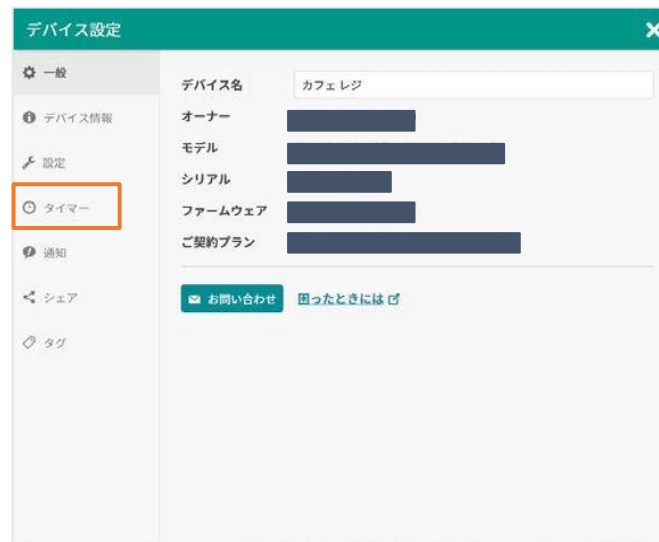 デバイス設定
一般
デバイス情報
設定
タイマー
通知
シェア
タグ
デバイス名 カフェ レジ
オーナー
モデル
シリアル
ファームウェア
ご契約プラン
お問い合わせ 困ったときには